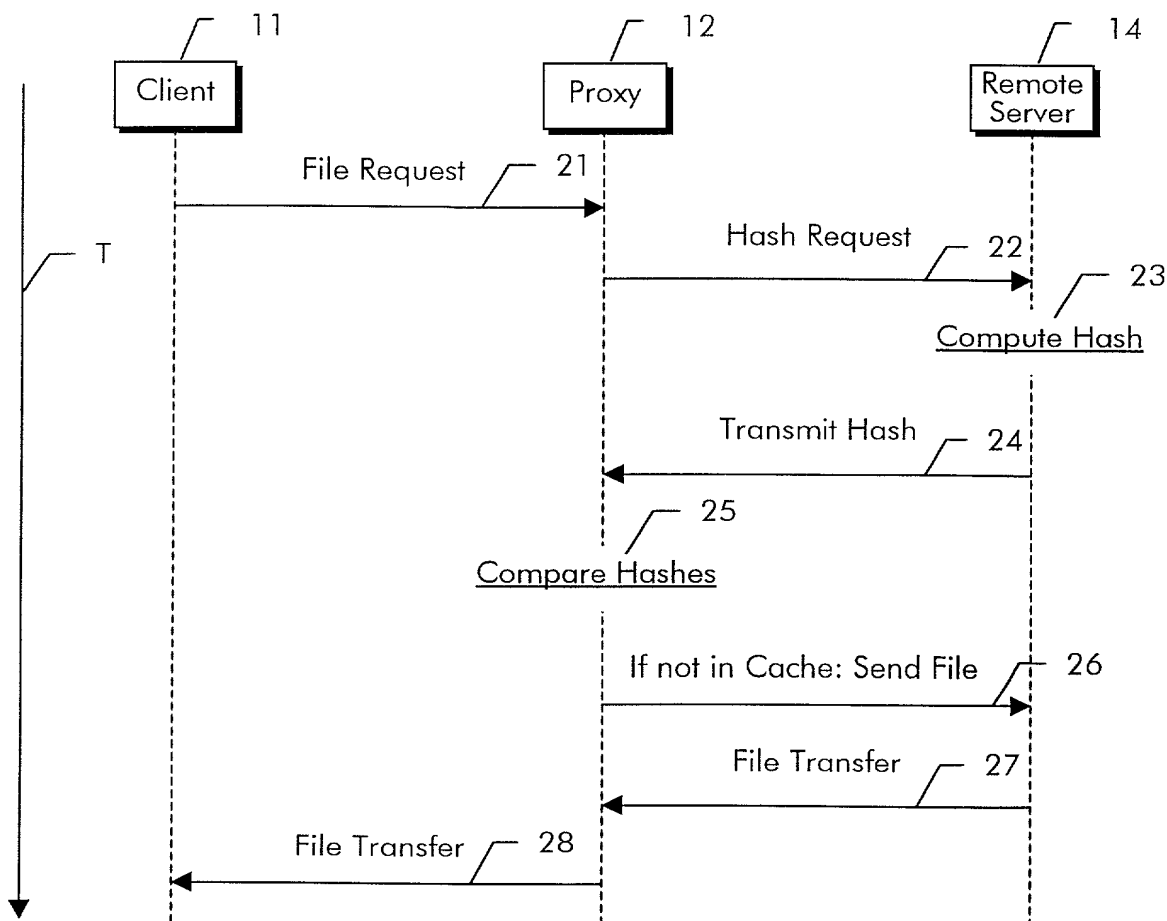 11
12
14
Client
Proxy
Remote
Server
File Request
21
Hash Request
22
T
23
Compute Hash
Transmit Hash
24
25
Compare Hashes
If not in Cache: Send File
26
File Transfer
27
File Transfer
28